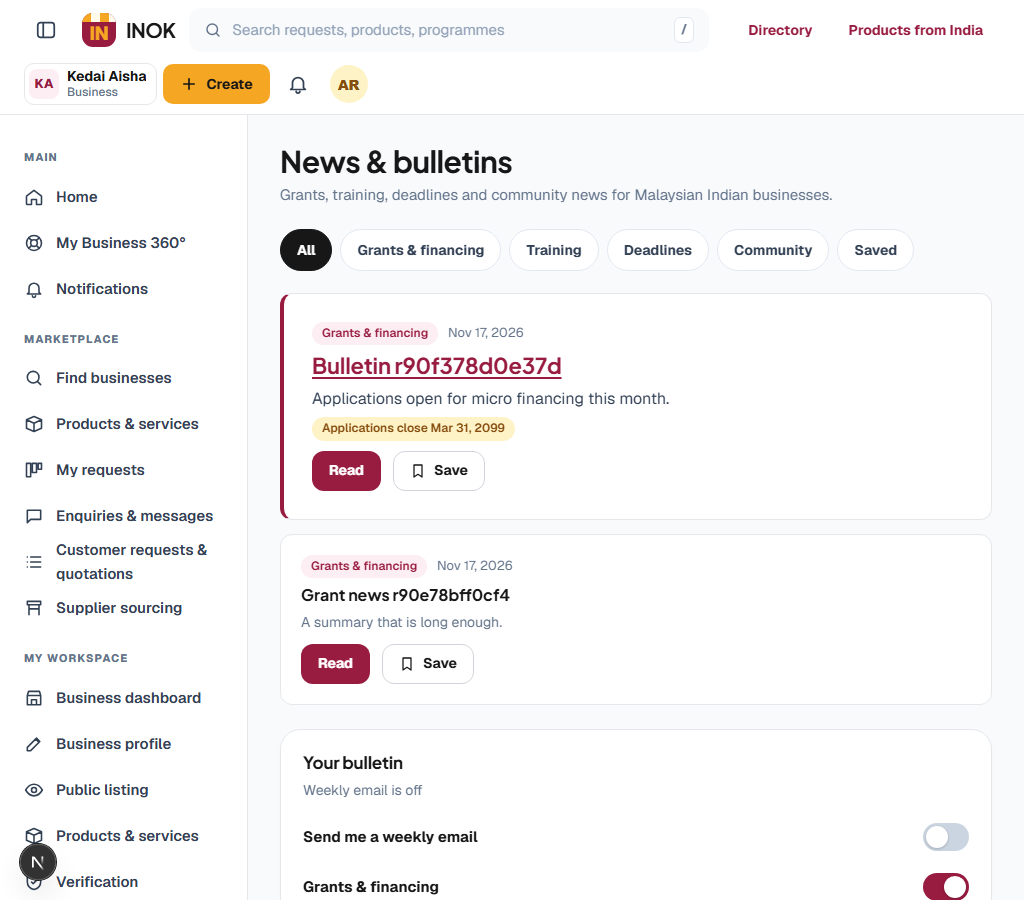 IN INOK
Search requests, products, programmes /
Directory
Products from India
KA Kedai Aisha
Business
Create
AR
MAIN
Home
My Business 360°
Notifications
MARKETPLACE
Find businesses
Products & services
My requests
Enquiries & messages
Customer requests &
quotations
Supplier sourcing
MY WORKSPACE
Business dashboard
Business profile
Public listing
Products & services
Verification
N
News & bulletins
Grants, training, deadlines and community news for Malaysian Indian businesses.
All Grants & financing Training Deadlines Community Saved
Grants & financing Nov 17, 2026
Bulletin r90f378d0e37d
Applications open for micro financing this month.
Applications close Mar 31, 2099
Read Save
Grants & financing Nov 17, 2026
Grant news r90e78bff0cf4
A summary that is long enough.
Read Save
Your bulletin
Weekly email is off
Send me a weekly email
Grants & financing